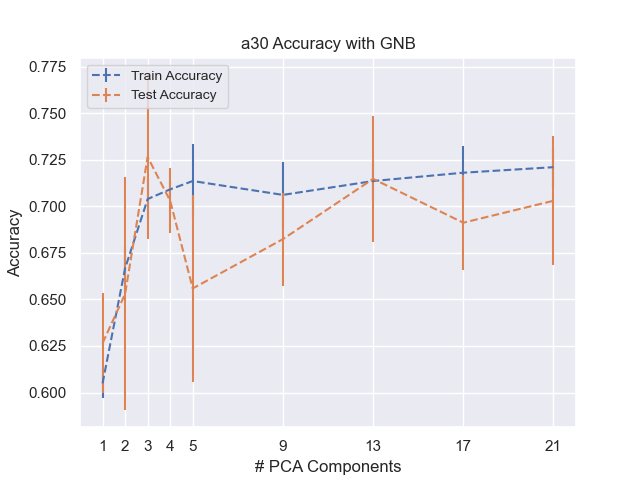 a30 Accuracy with GNB
Train Accuracy
Test Accuracy
0.775
0.750
0.725
0.700
0.675
0.650
0.625
0.600
Accuracy
1 2 3 4 5 9 13 17 21
# PCA Components